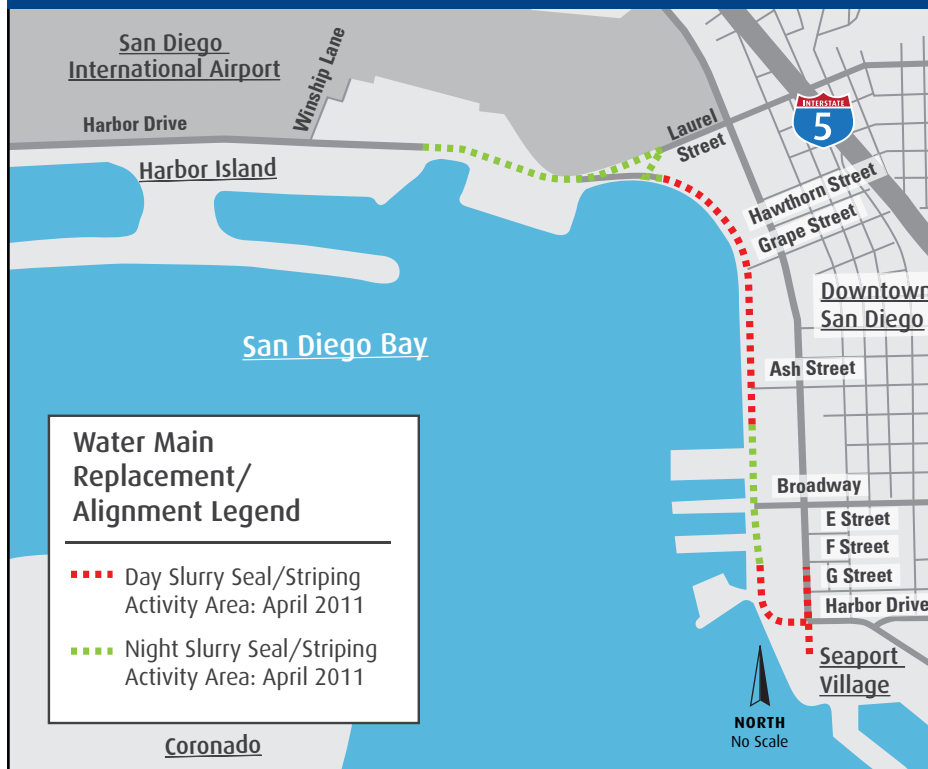 San Diego
International Airport
Winship Lane
Harbor Drive
Laurel
Street
INTERSTATE
5
Harbor Island
Hawthorn Street
Grape Street
Downtown
San Diego
San Diego Bay
Ash Street
Water Main
Replacement/
Alignment Legend
Day Slurry Seal/Striping
Activity Area: April 2011
Night Slurry Seal/Striping
Activity Area: April 2011
Broadway
E Street
F Street
G Street
Harbor Drive
Seaport
Village
NORTH
No Scale
Coronado